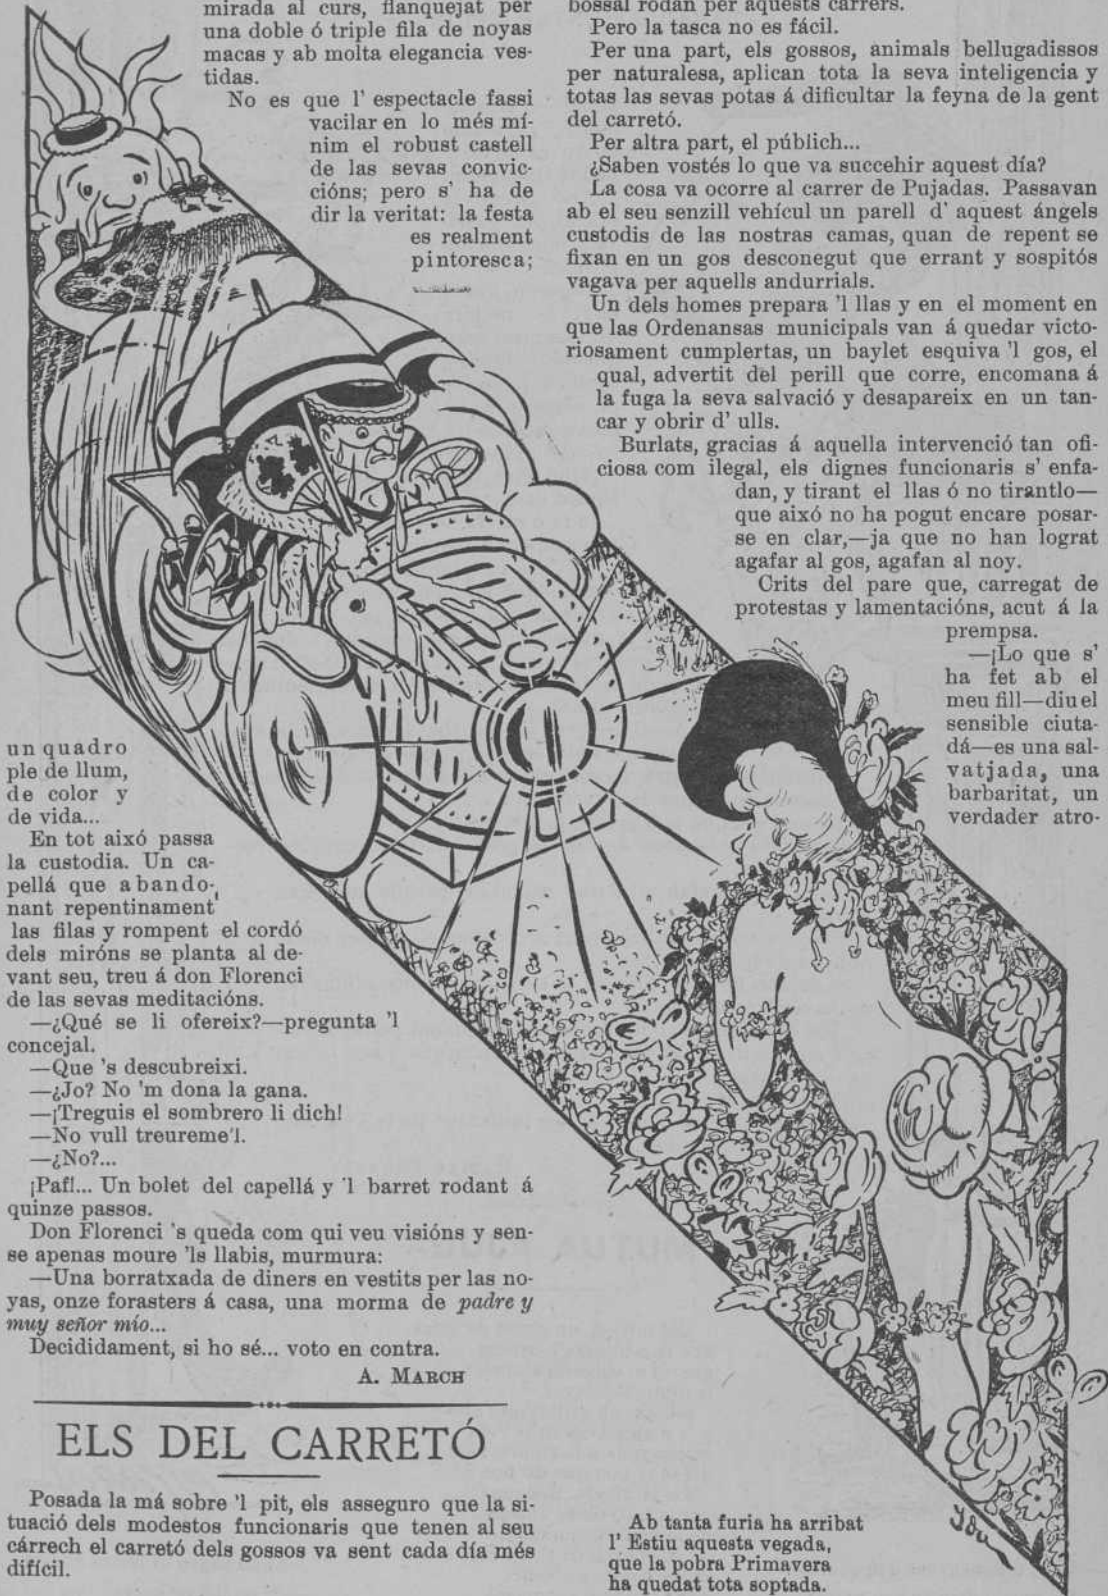 mirada al curs, flanquejat per
una doble ó triple fila de noyas
macas y ab molta elegancia ves-
tidas.
No es que l' espectacle fassi
vacilar en lo més mí-
nim el robust castell
de las sevas convic-
cións; pero s' ha de
dir la veritat: la festa
es realment
pintoresca;
un quadro
ple de llum,
de color y
de vida...
En tot aixó passa
la custodia. Un ca-
pellá que abando-
nant repentinament
las filas y rompent el cordó
dels miróns se planta al de-
vant seu, treu á don Florenci
de las sevas meditacións.
—¿Qué se li ofereix?—pregunta 'l
concejal.
—Que 's descubreixi.
—¿Jo? No 'm dona la gana.
—¡Treguis el sombrero li dich!
—No vull treureme'l.
—¿No?...
¡Paf!... Un bolet del capellá y 'l barret rodant á
quinze passos.
Don Florenci 's queda com qui veu visións y sen-
se apenas moure 'ls llabis, murmura:
—Una borratxada de diners en vestits per las no-
yas, onze forasters á casa, una morma de padre y
muy señor mío...
Decididament, si ho sé... voto en contra.
A. MARCH
ELS DEL CARRETÓ
Posada la má sobre 'l pit, els asseguro que la si-
tuació dels modestos funcionaris que tenen al seu
cárrech el carretó dels gossos va sent cada día més
difícil.
bossal rodan per aquests carrers.
Pero la tasca no es fácil.
Per una part, els gossos, animals bellugadissos
per naturalesa, aplican tota la seva inteligencia y
totas las sevas potas á dificultar la feyna de la gent
del carretó.
Per altra part, el públich...
¿Saben vostés lo que va succehir aquest día?
La cosa va ocorre al carrer de Pujadas. Passavan
ab el seu senzill vehícul un parell d' aquest ángels
custodis de las nostras camas, quan de repent se
fixan en un gos desconegut que errant y sospitós
vagava per aquells andurrials.
Un dels homes prepara 'l llas y en el moment en
que las Ordenansas municipals van á quedar victo-
riosament cumplertas, un baylet esquiva 'l gos, el
qual, advertit del perill que corre, encomana á
la fuga la seva salvació y desapareix en un tan-
car y obrir d' ulls.
Burlats, gracias á aquella intervenció tan ofi-
ciosa com ilegal, els dignes funcionaris s' enfa-
dan, y tirant el llas ó no tirantlo—
que aixó no ha pogut encare posar-
se en clar,—ja que no han lograt
agafar al gos, agafan al noy.
Crits del pare que, carregat de
protestas y lamentacións, acut á la
prempsa.
—¡Lo que s'
ha fet ab el
meu fill—diu el
sensible ciuta-
dá—es una sal-
vatjada, una
barbaritat, un
verdader atro-
Ab tanta furia ha arribat
l' Estiu aquesta vegada,
que la pobra Primavera
ha quedat tota soptada.